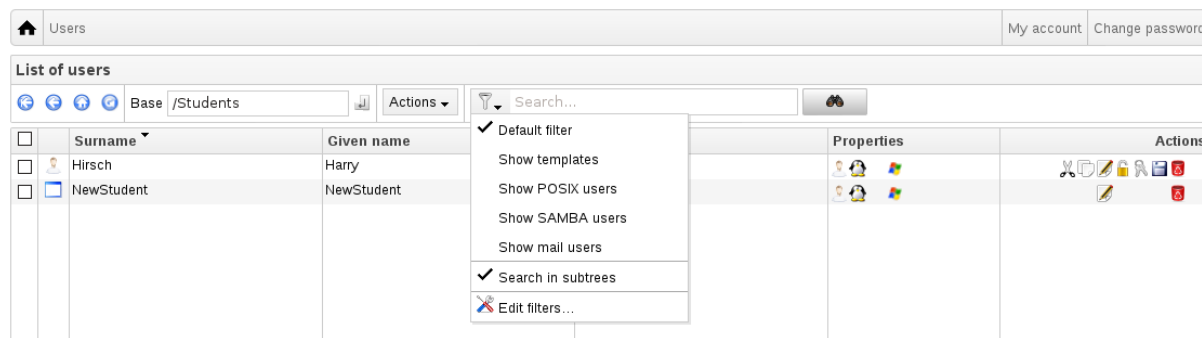 Users My account Change password
List of users
Base /Students Actions Search...
Surname Given name Properties Actions
Default filter
Show templates
Show POSIX users
Show SAMBA users
Show mail users
Search in subtrees
Edit filters...
Hirsch Harry
NewStudent NewStudent